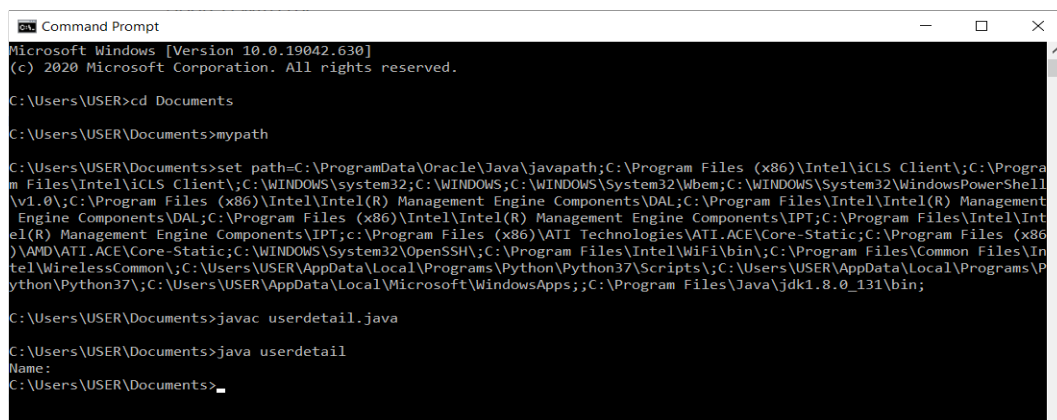 Command Prompt
Microsoft Windows [Version 10.0.19042.630]
(c) 2020 Microsoft Corporation. All rights reserved.
C:\Users\USER>cd Documents
C:\Users\USER\Documents>mypath
C:\Users\USER\Documents>set path=C:\ProgramData\Oracle\Java\javapath;C:\Program Files (x86)\Intel\iCLS Client\;C:\Progra
m Files\Intel\iCLS Client\;C:\WINDOWS\system32;C:\WINDOWS;C:\WINDOWS\System32\Wbem;C:\WINDOWS\System32\WindowsPowerShell
\v1.0\;C:\Program Files (x86)\Intel\Intel(R) Management Engine Components\DAL;C:\Program Files\Intel\Intel(R) Management
 Engine Components\DAL;C:\Program Files (x86)\Intel\Intel(R) Management Engine Components\IPT;C:\Program Files\Intel\Int
el(R) Management Engine Components\IPT;c:\Program Files (x86)\ATI Technologies\ATI.ACE\Core-Static;C:\Program Files (x86
)\AMD\ATI.ACE\Core-Static;C:\WINDOWS\System32\OpenSSH\;C:\Program Files\Intel\WiFi\bin\;C:\Program Files\Common Files\In
tel\WirelessCommon\;C:\Users\USER\AppData\Local\Programs\Python\Python37\Scripts\;C:\Users\USER\AppData\Local\Programs\P
ython\Python37\;C:\Users\USER\AppData\Local\Microsoft\WindowsApps;;C:\Program Files\Java\jdk1.8.0_131\bin;
C:\Users\USER\Documents>javac userdetail.java
C:\Users\USER\Documents>java userdetail
Name:
C:\Users\USER\Documents>